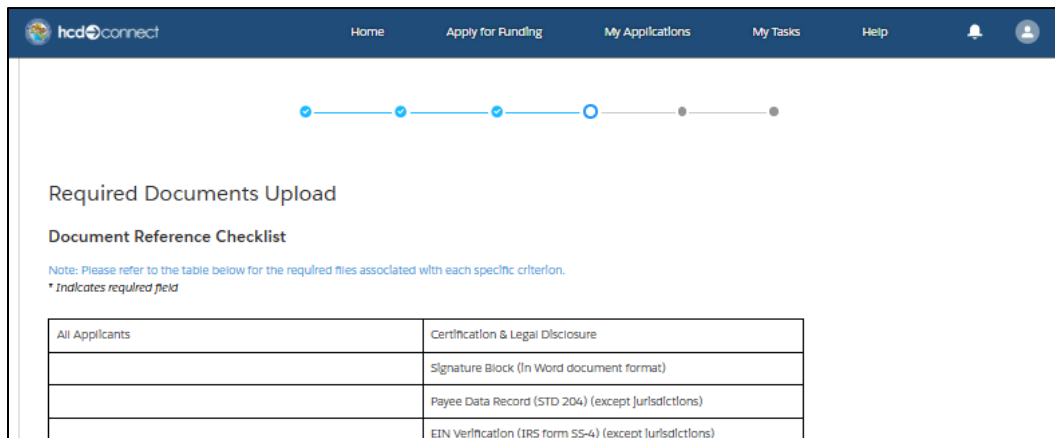 hcd connect Home Apply for Funding My Applications My Tasks Help
Required Documents Upload
Document Reference Checklist
Note: Please refer to the table below for the required files associated with each specific criterion.
* Indicates required field
All Applicants Certification & Legal Disclosure
Signature Block (in Word document format)
Payee Data Record (STD 204) (except jurisdictions)
EIN Verification (IRS form SS-4) (except jurisdictions)